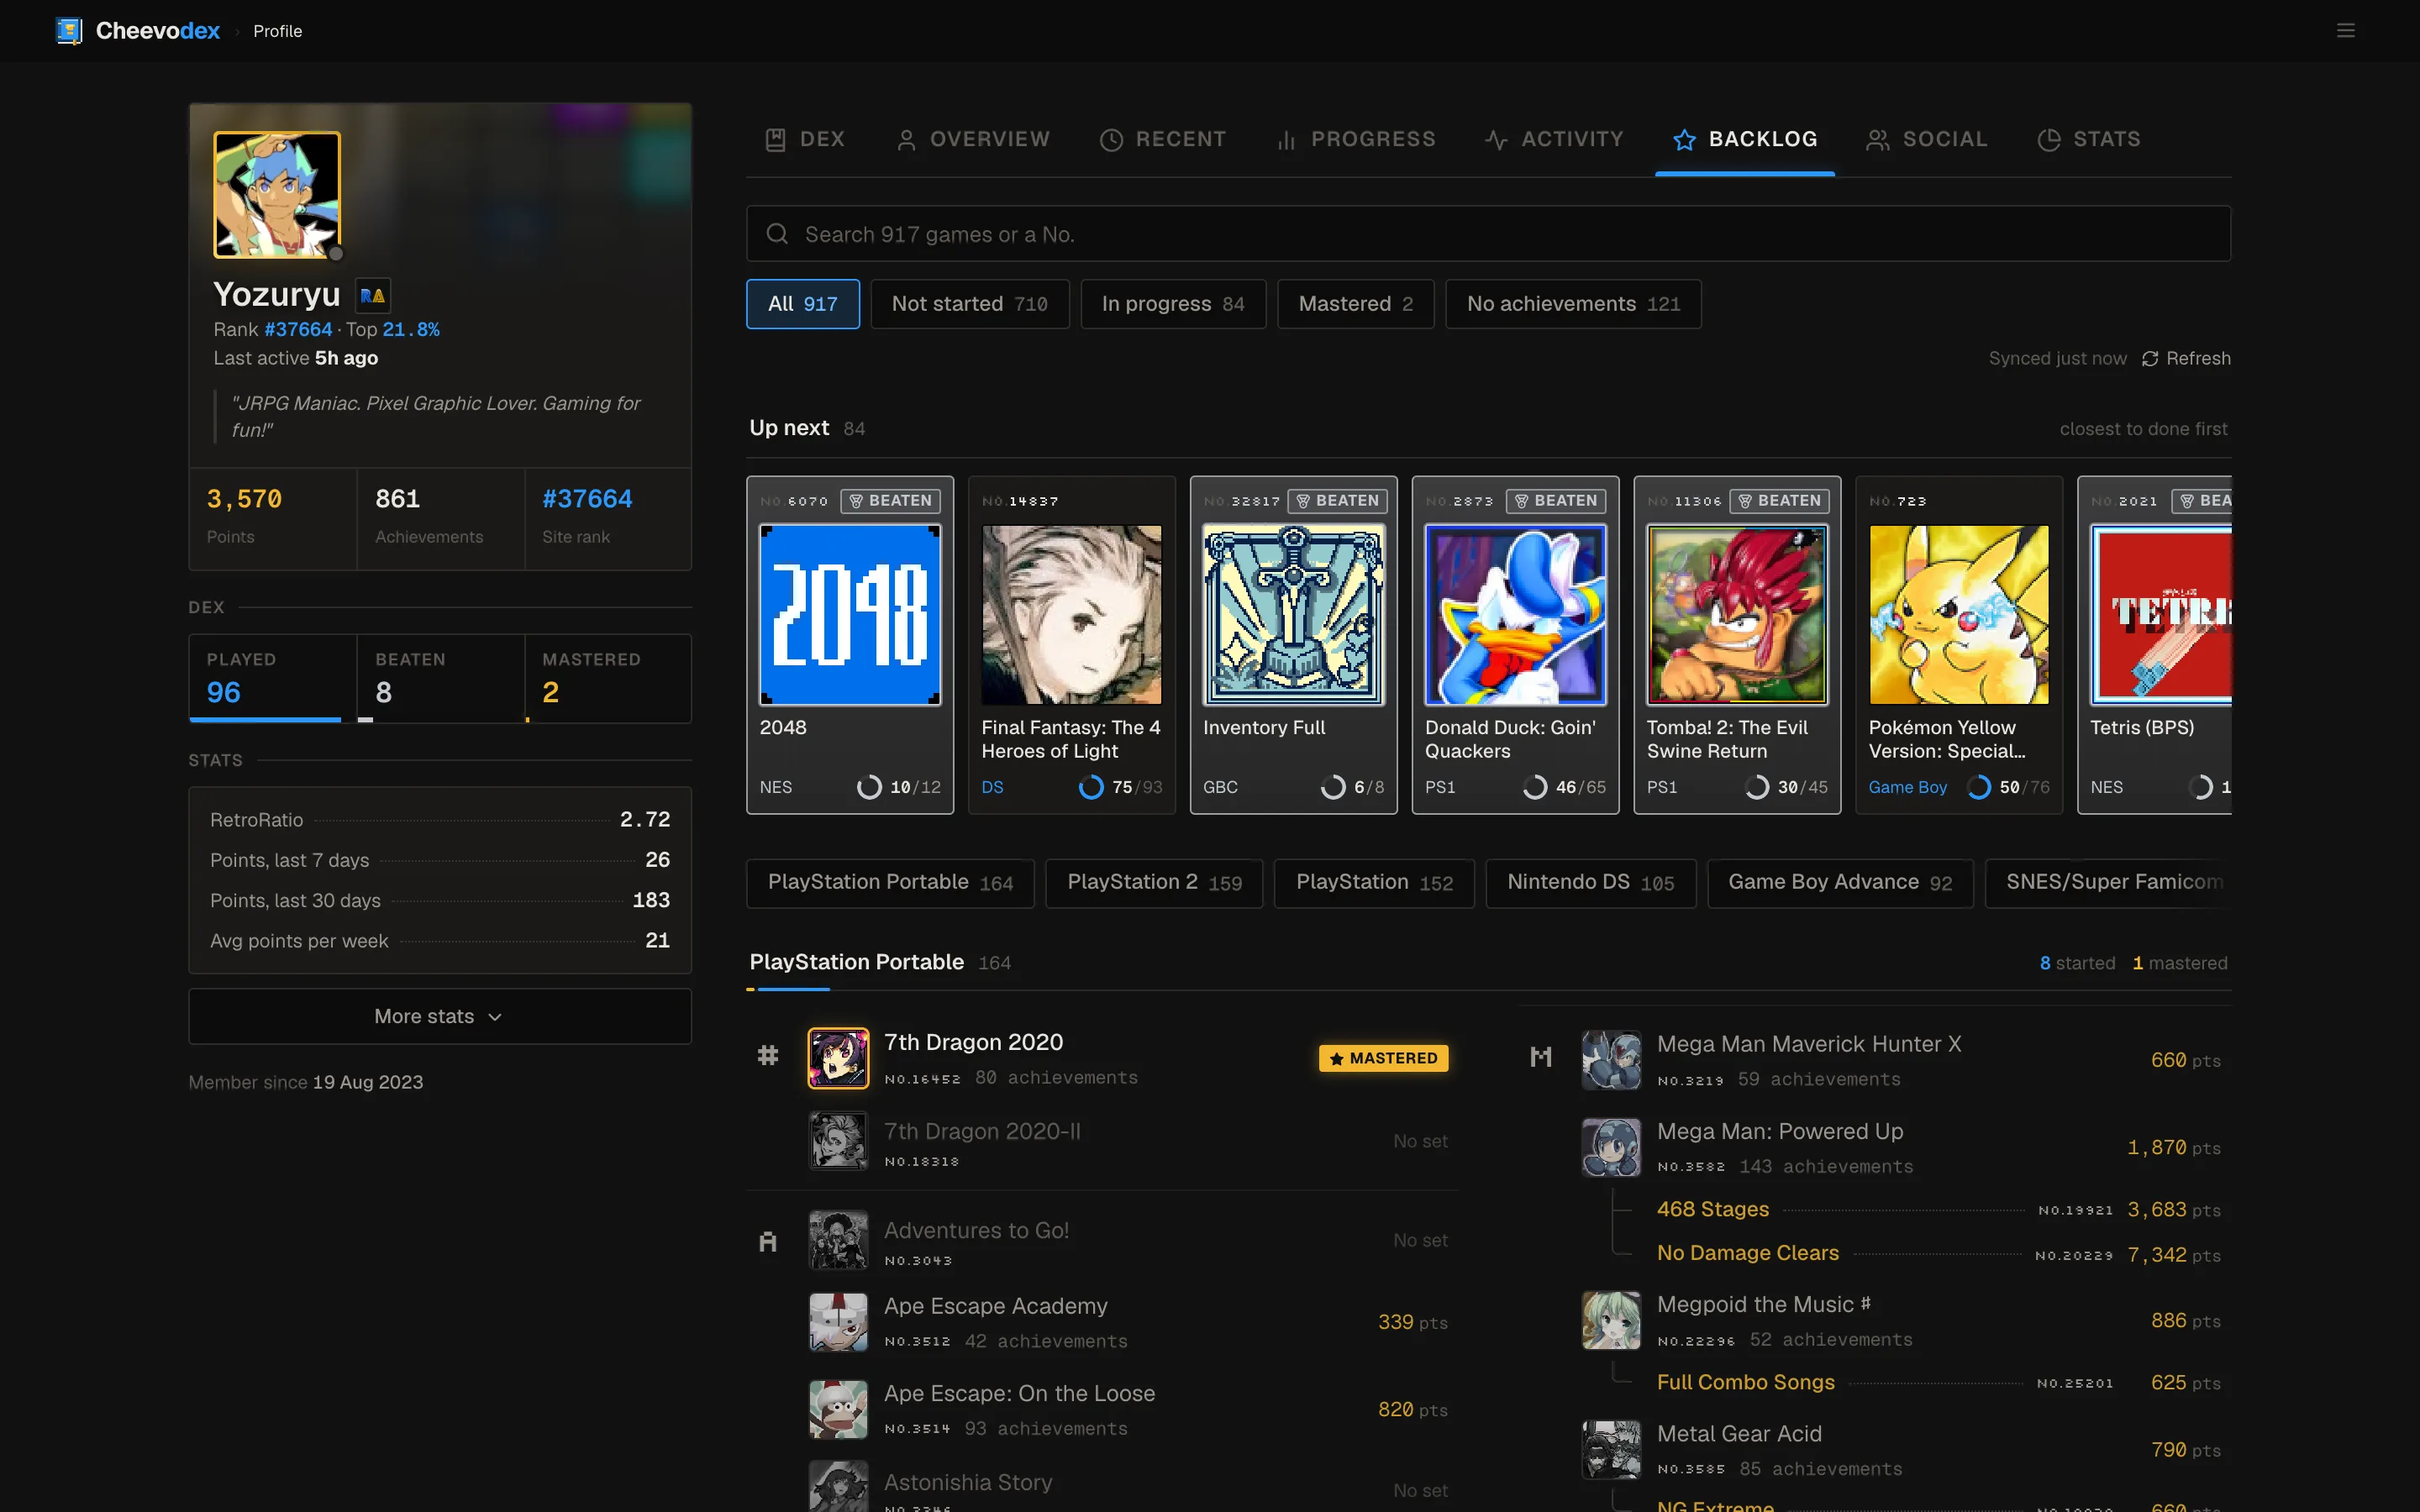 Cheevodex › Profile
DEX OVERVIEW RECENT PROGRESS ACTIVITY BACKLOG SOCIAL STATS
Yozuryu RA
Rank #37664 · Top 21.8%
Last active 5h ago
"JRPG Maniac. Pixel Graphic Lover. Gaming for
fun!"
3,570 861 #37664
Points Achievements Site rank
DEX
PLAYED BEATEN MASTERED
96 8 2
STATS
RetroRatio 2.72
Points, last 7 days 26
Points, last 30 days 183
Avg points per week 21
More stats
Member since 19 Aug 2023
Search 917 games or a No.
All 917 Not started 710 In progress 84 Mastered 2 No achievements 121
Synced just now Refresh
Up next 84 closest to done first
NO.6070 BEATEN
2048
2048
NES 10/12
NO.14837
Final Fantasy: The 4
Heroes of Light
DS 75/93
NO.32817 BEATEN
Inventory Full
GBC 6/8
NO.2873 BEATEN
Donald Duck: Goin'
Quackers
PS1 46/65
NO.11306 BEATEN
Tomba! 2: The Evil
Swine Return
PS1 30/45
NO.723
Pokémon Yellow
Version: Special...
Game Boy 50/76
NO.2021 BEA
TETRI
Tetris (BPS)
NES 1
PlayStation Portable 164 PlayStation 2 159 PlayStation 152 Nintendo DS 105 Game Boy Advance 92 SNES/Super Famicom
PlayStation Portable 164 8 started 1 mastered
#
7th Dragon 2020 MASTERED
NO.16452 80 achievements
7th Dragon 2020-II No set
NO.18318
A
Adventures to Go! No set
NO.3043
Ape Escape Academy 339 pts
NO.3512 42 achievements
Ape Escape: On the Loose 820 pts
NO.3514 93 achievements
Astonishia Story No set
M
Mega Man Maverick Hunter X 660 pts
NO.3219 59 achievements
Mega Man: Powered Up 1,870 pts
NO.3582 143 achievements
468 Stages NO.19921 3,683 pts
No Damage Clears NO.20229 7,342 pts
Megpoid the Music # 886 pts
NO.22296 52 achievements
Full Combo Songs NO.25201 625 pts
Metal Gear Acid 790 pts
NO.3585 85 achievements
NG Extreme 660 pts